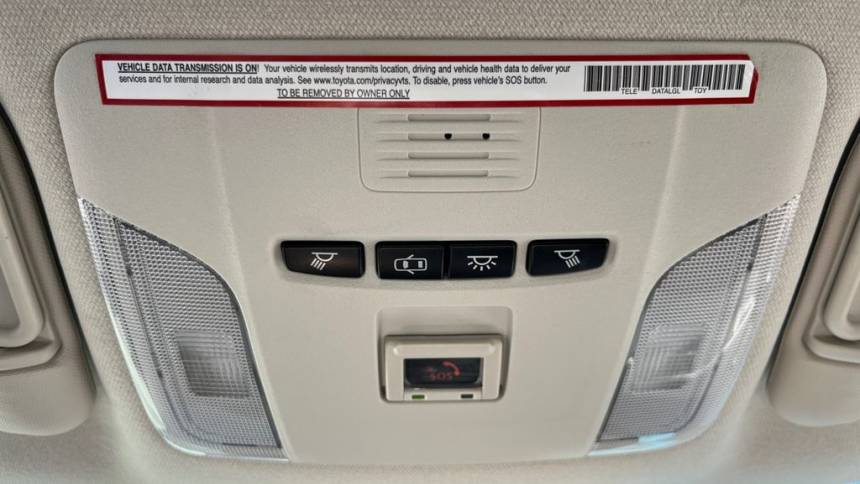 VEHICLE DATA TRANSMISSION IS ON! Your vehicle wirelessly transmits location, driving and vehicle health data to deliver your
services and for internal research and data analysis. See www.toyota.com/privacyvts. To disable, press vehicle's SOS button.
TO BE REMOVED BY OWNER ONLY
TELE DATALGL TOY
SOS